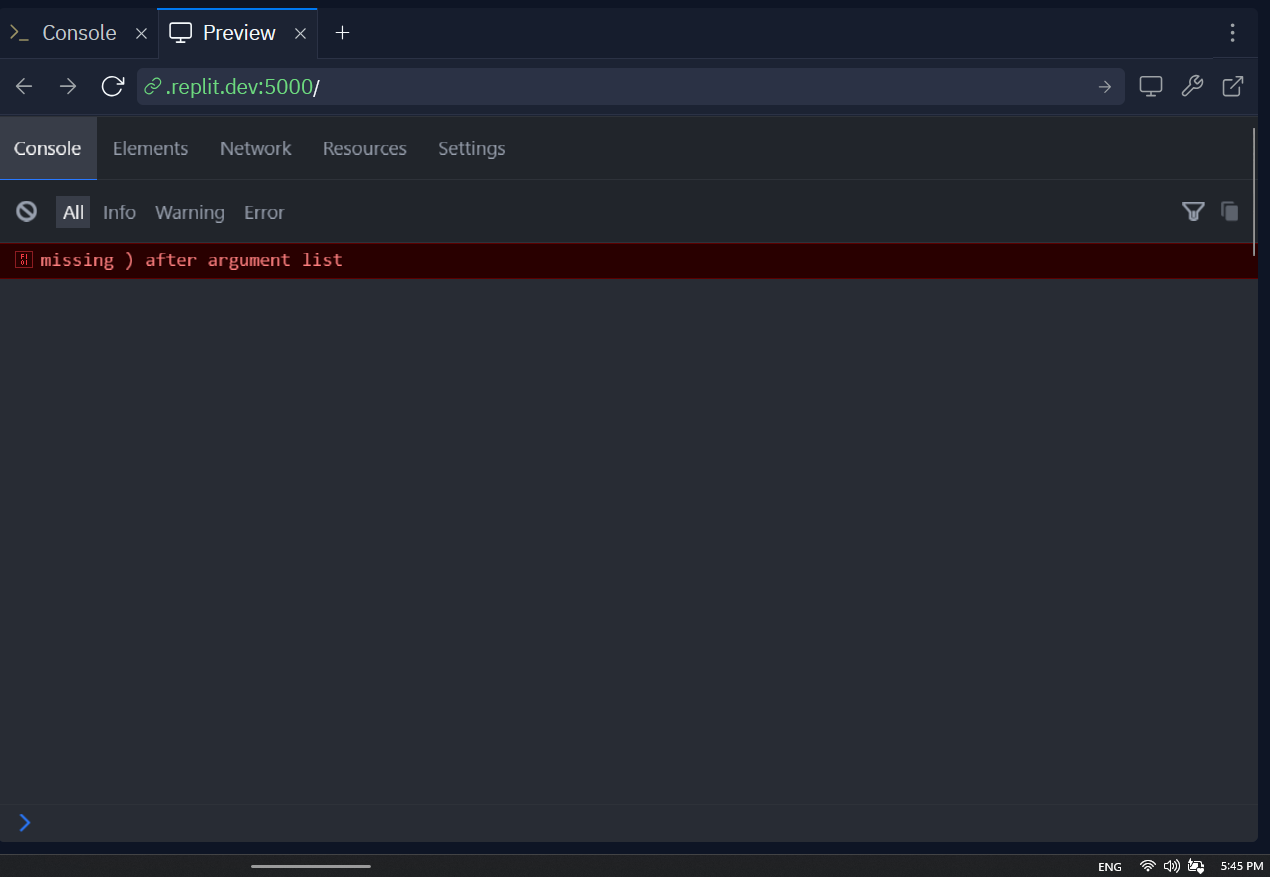 Console Preview
.replit.dev:5000/
Console Elements Network Resources Settings
All Info Warning Error
missing ) after argument list
ENG 5:45 PM